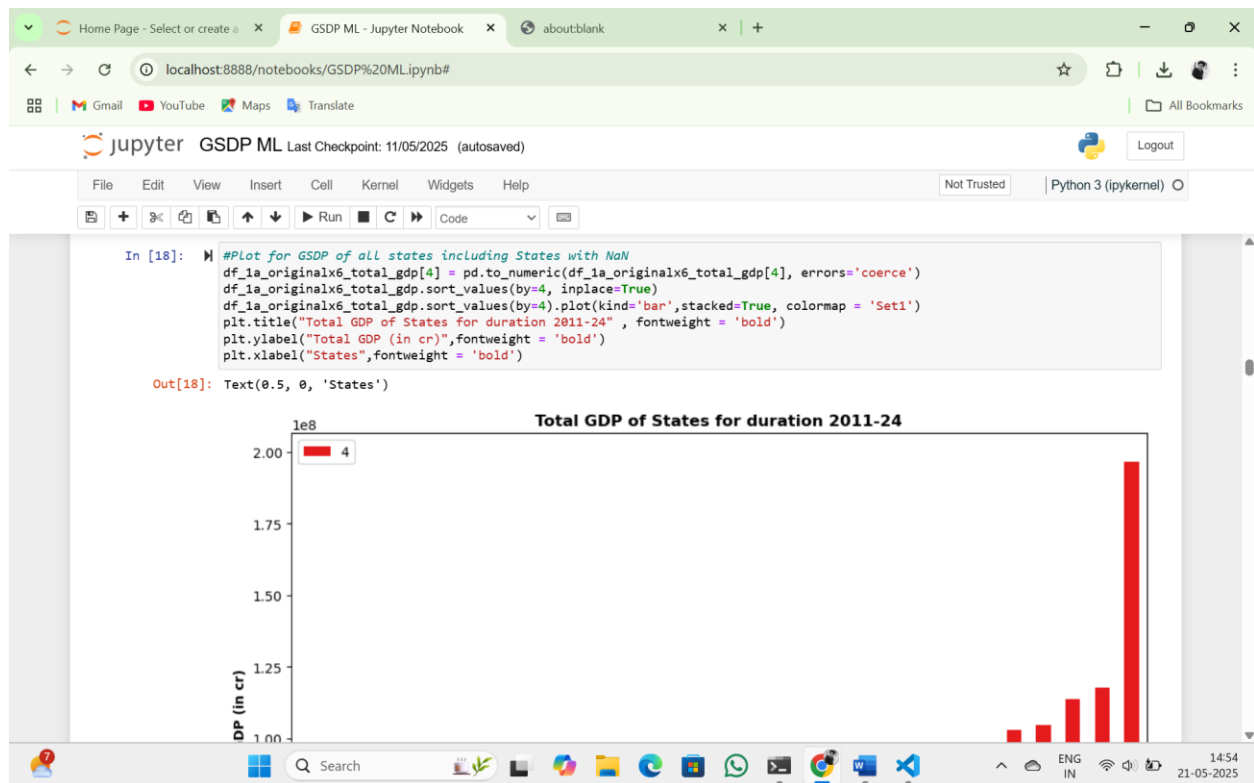 Home Page - Select or create a
GSDP ML - Jupyter Notebook
about:blank
localhost:8888/notebooks/GSDP%20ML.ipynb#
Gmail YouTube Maps Translate
All Bookmarks
jupyter GSDP ML Last Checkpoint: 11/05/2025 (autosaved)
Logout
File Edit View Insert Cell Kernel Widgets Help
Not Trusted
Python 3 (ipykernel)
Run Code
In [18]:
#Plot for GSDP of all states including States with NaN
df_1a_originalx6_total_gdp[4] = pd.to_numeric(df_1a_originalx6_total_gdp[4], errors='coerce')
df_1a_originalx6_total_gdp.sort_values(by=4, inplace=True)
df_1a_originalx6_total_gdp.sort_values(by=4).plot(kind='bar',stacked=True, colormap = 'Set1')
plt.title("Total GDP of States for duration 2011-24" , fontweight = 'bold')
plt.ylabel("Total GDP (in cr)",fontweight = 'bold')
plt.xlabel("States",fontweight = 'bold')
Out[18]: Text(0.5, 0, 'States')
Total GDP of States for duration 2011-24
1e8
2.00
4
1.75
1.50
1.25
1.00
DP (in cr)
7
Search
ENG
IN
14:54
21-05-2025